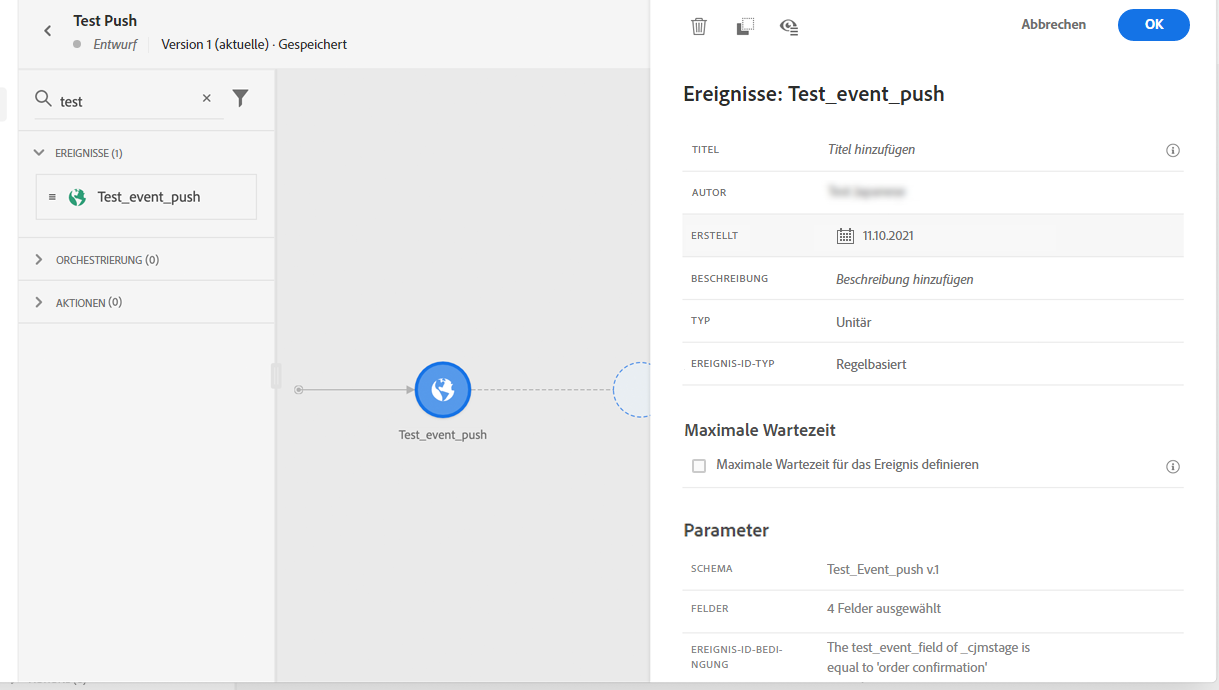 Test Push
Entwurf
Version 1 (aktuelle) · Gespeichert
test
EREIGNISSE (1)
Test_event_push
ORCHESTRIERUNG (0)
AKTIONEN (0)
Test_event_push
Abbrechen
OK
Ereignisse: Test_event_push
TITEL
Titel hinzufügen
AUTOR
ERSTELLT
11.10.2021
BESCHREIBUNG
Beschreibung hinzufügen
TYP
Unitär
EREIGNIS-ID-TYP
Regelbasiert
Maximale Wartezeit
Maximale Wartezeit für das Ereignis definieren
Parameter
SCHEMA
Test_Event_push v.1
FELDER
4 Felder ausgewählt
EREIGNIS-ID-BEDI-
NGUNG
The test_event_field of _cjmstage is
equal to 'order confirmation'